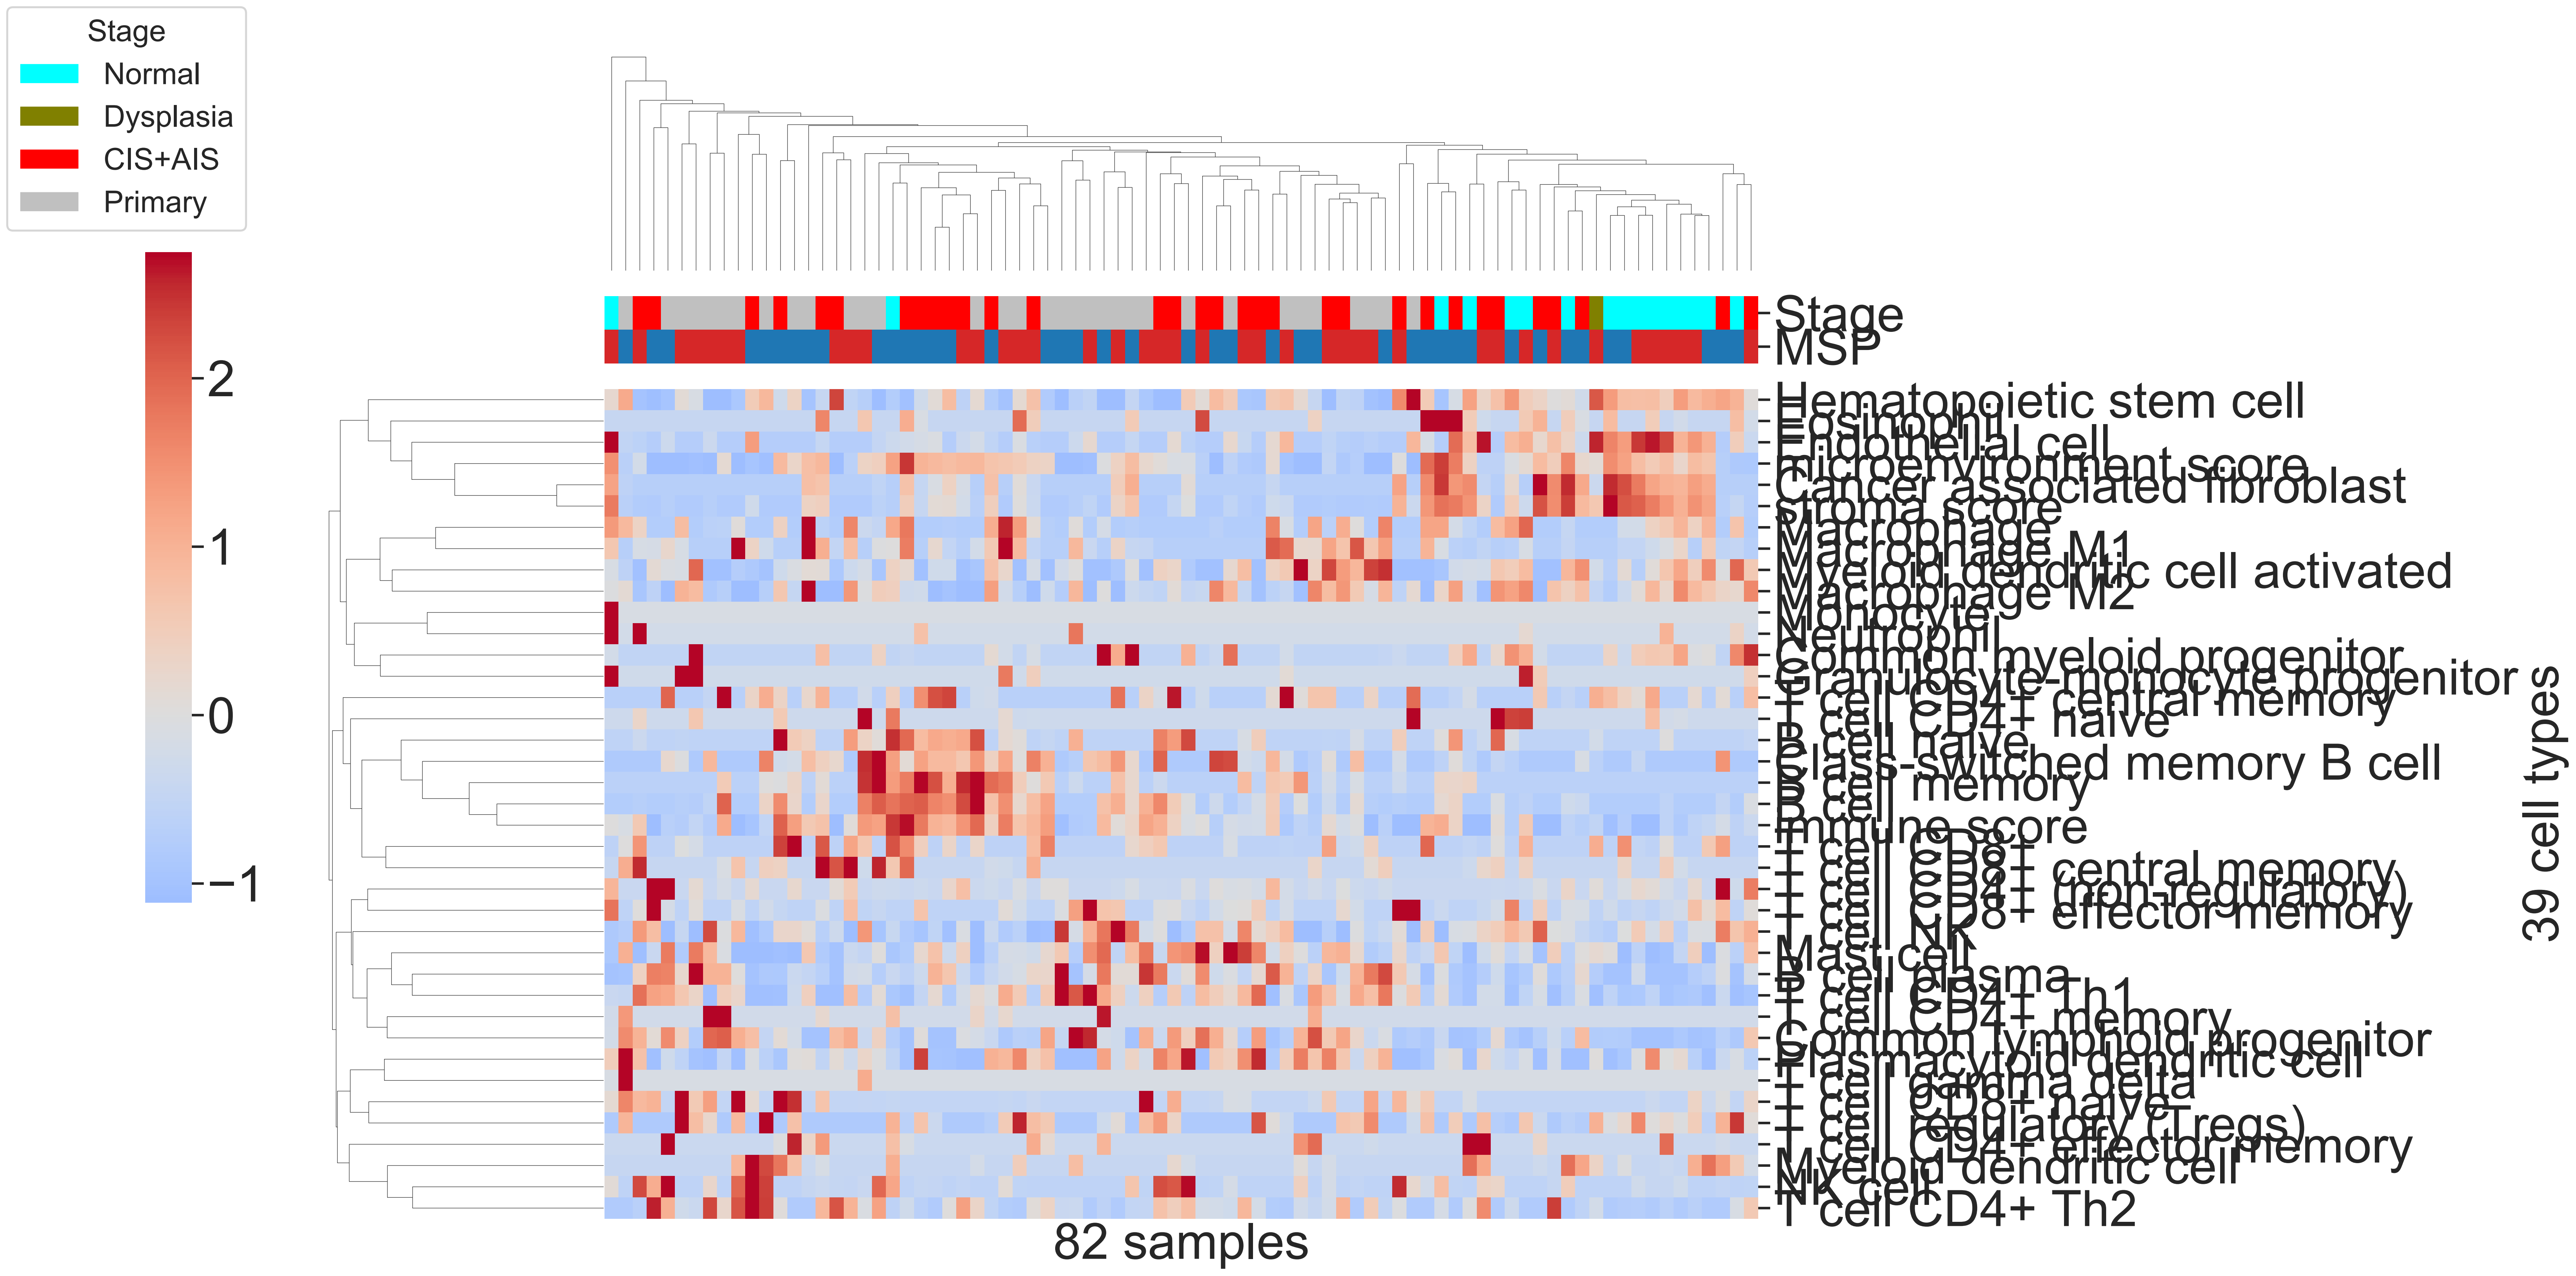 Stage
Normal
Dysplasia
CIS+AIS
Primary
2
1
0
−1
Stage
MSP
Hematopoietic stem cell
Eosinophil
Endothelial cell
microenvironment score
Cancer associated fibroblast
stroma score
Macrophage
Macrophage M1
Myeloid dendritic cell activated
Macrophage M2
Monocyte
Neutrophil
Common myeloid progenitor
Granulocyte-monocyte progenitor
T cell CD4+ central memory
T cell CD4+ naive
B cell naive
Class-switched memory B cell
B cell memory
B cell
immune score
T cell CD8+
T cell CD8+ central memory
T cell CD4+ (non-regulatory)
T cell CD8+ effector memory
T cell NK
Mast cell
B cell plasma
T cell CD4+ Th1
T cell CD4+ memory
Common lymphoid progenitor
Plasmacytoid dendritic cell
T cell gamma delta
T cell CD8+ naive
T cell regulatory (Tregs)
T cell CD4+ effector memory
Myeloid dendritic cell
NK cell
T cell CD4+ Th2
39 cell types
82 samples